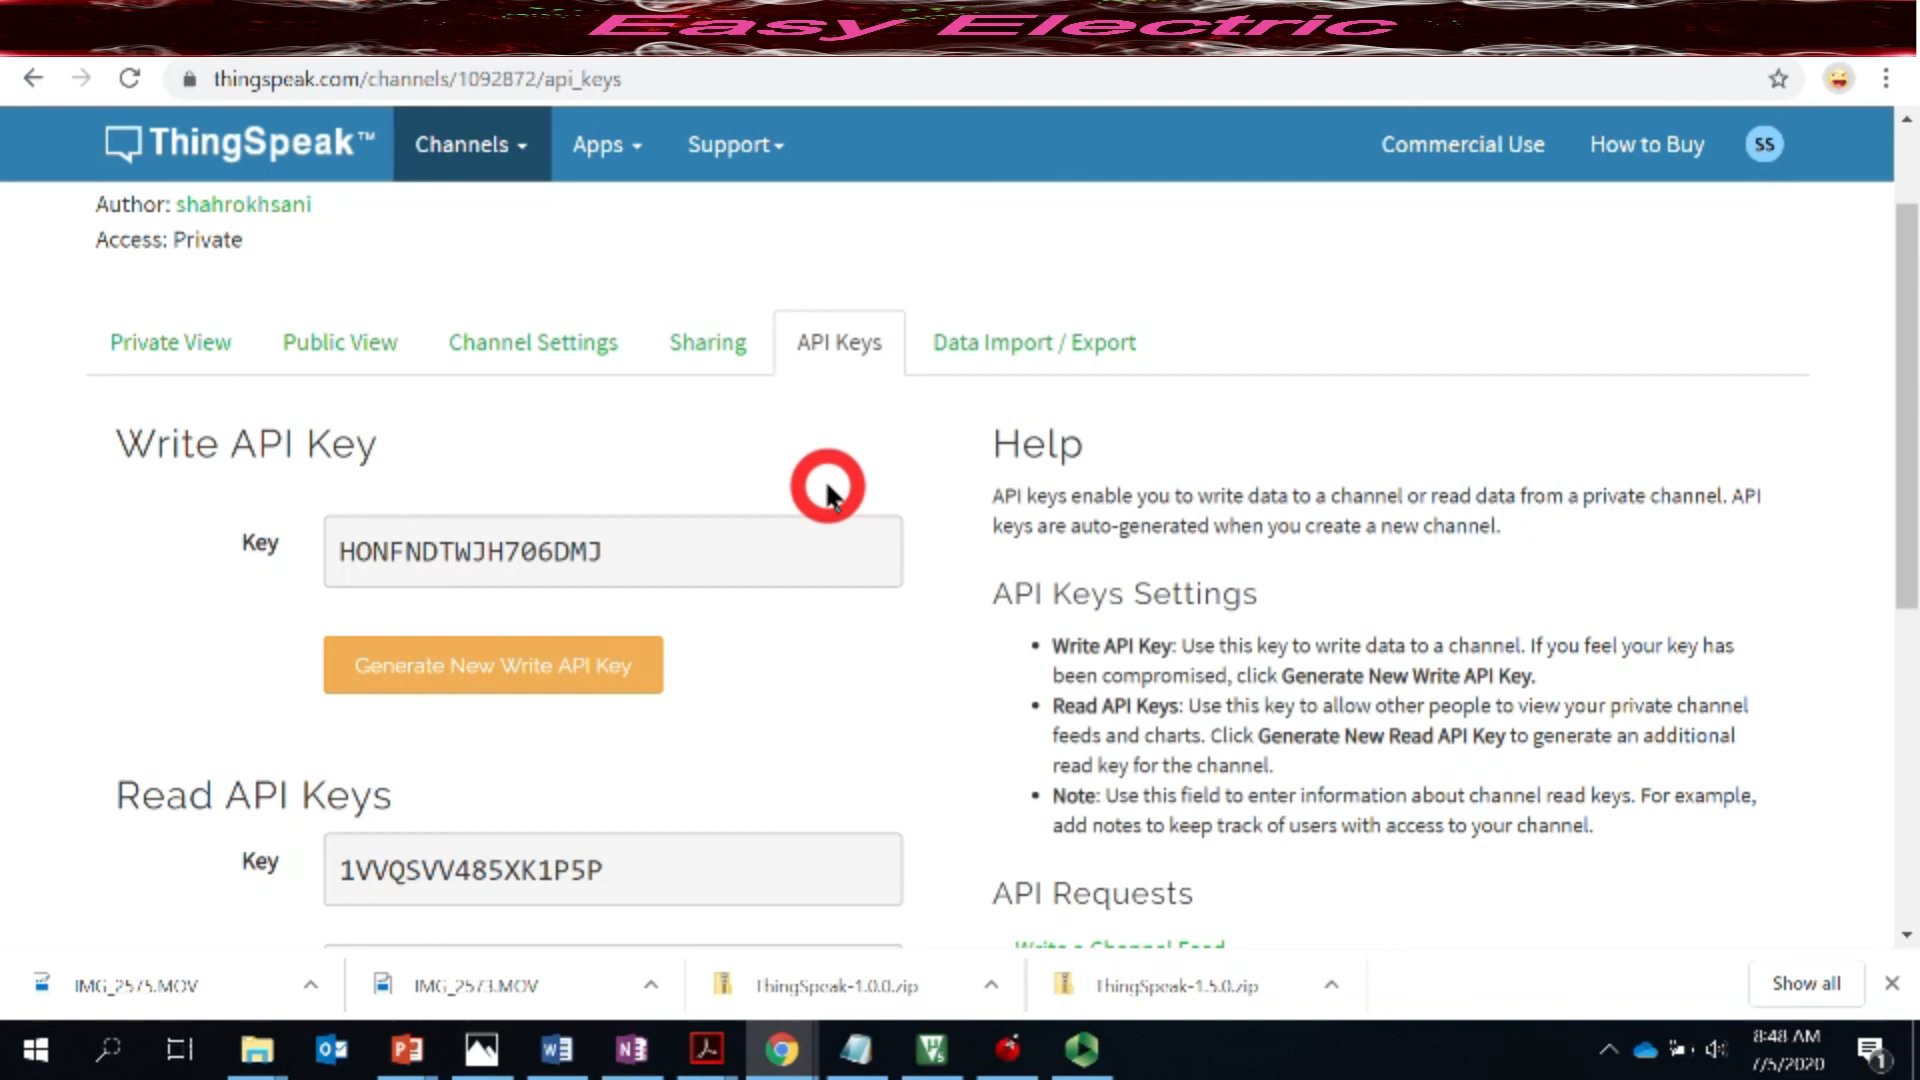 Easy Electric
thingspeak.com/channels/1092872/api_keys
ThingSpeak™ Channels Apps Support Commercial Use How to Buy SS
Author: shahrokhsani
Access: Private
Private View Public View Channel Settings Sharing API Keys Data Import / Export
Write API Key
Key HONFNDTWJH706DMJ
Generate New Write API Key
Read API Keys
Key 1VVQSVV485XK1P5P
Help
API keys enable you to write data to a channel or read data from a private channel. API
keys are auto-generated when you create a new channel.
API Keys Settings
• Write API Key: Use this key to write data to a channel. If you feel your key has
been compromised, click Generate New Write API Key.
• Read API Keys: Use this key to allow other people to view your private channel
feeds and charts. Click Generate New Read API Key to generate an additional
read key for the channel.
• Note: Use this field to enter information about channel read keys. For example,
add notes to keep track of users with access to your channel.
API Requests
Write a Channel Feed
IMG_2575.MOV IMG_2573.MOV ThingSpeak-1.0.0.zip ThingSpeak-1.5.0.zip Show all
8:48 AM
7/5/2020
1